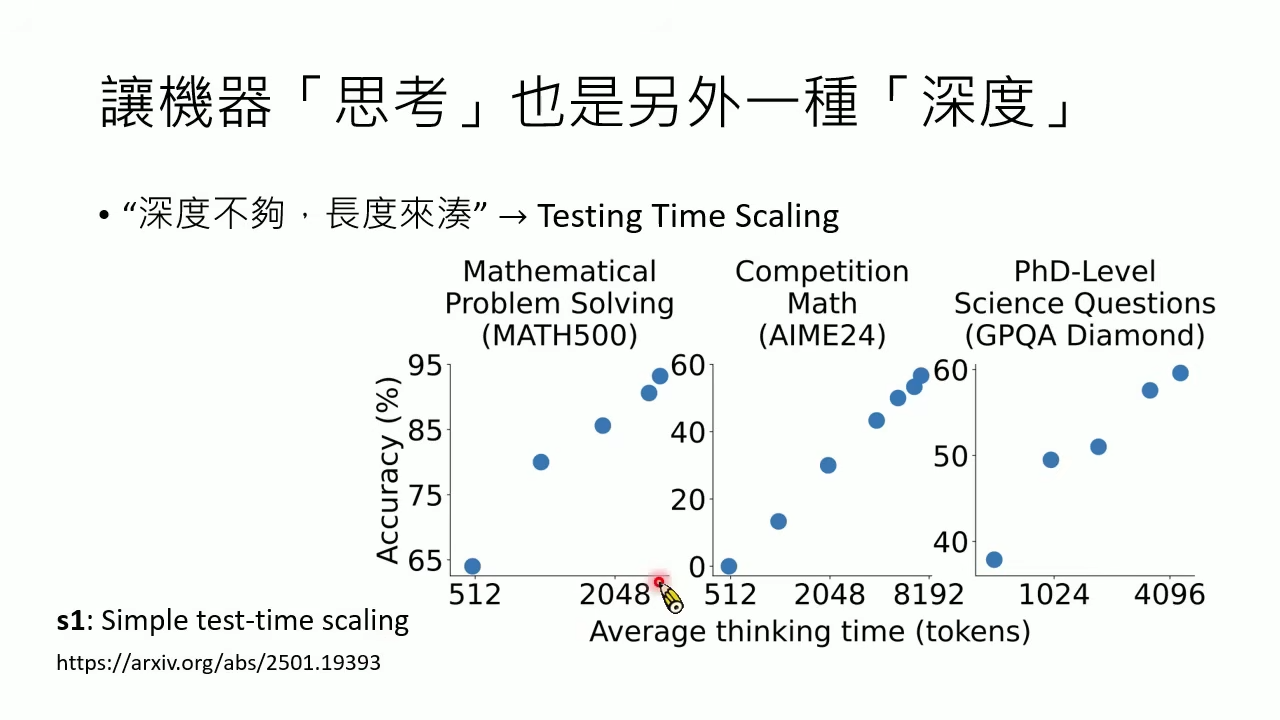 讓機器「思考」也是另外一種「深度」
• “深度不夠，長度來湊” → Testing Time Scaling
Mathematical
Problem Solving
(MATH500)
Competition
Math
(AIME24)
PhD-Level
Science Questions
(GPQA Diamond)
Accuracy (%)
95
85
75
65
512
2048
60
40
20
0
512
2048
8192
60
50
40
1024
4096
Average thinking time (tokens)
s1: Simple test-time scaling
https://arxiv.org/abs/2501.19393